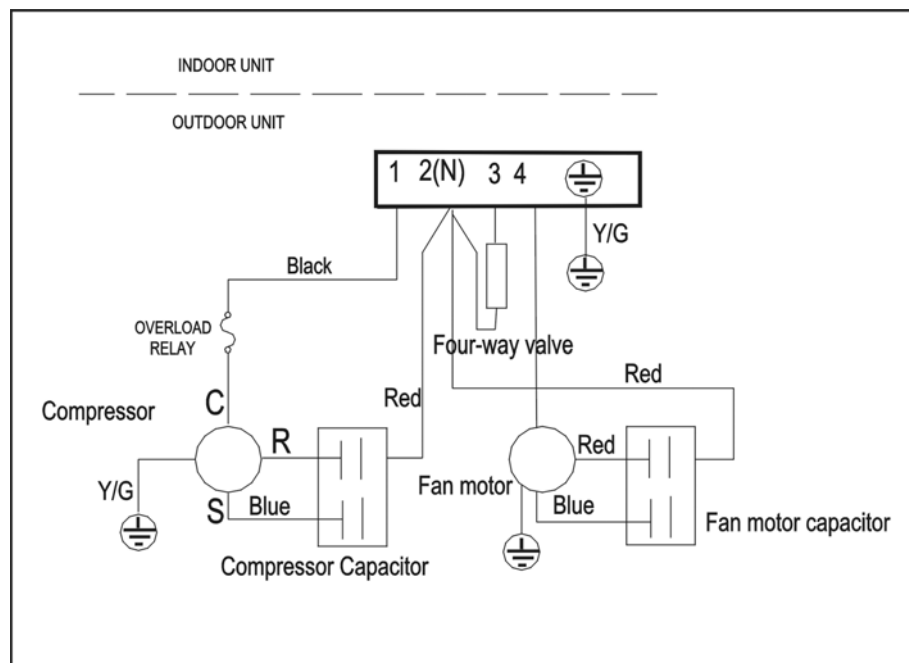 INDOOR UNIT
OUTDOOR UNIT
1 2(N) 3 4
Y/G
Black
OVERLOAD
RELAY
Four-way valve
Red
Red
Compressor
C
R
Red
Fan motor
Y/G
S
Blue
Blue
Fan motor capacitor
Compressor Capacitor